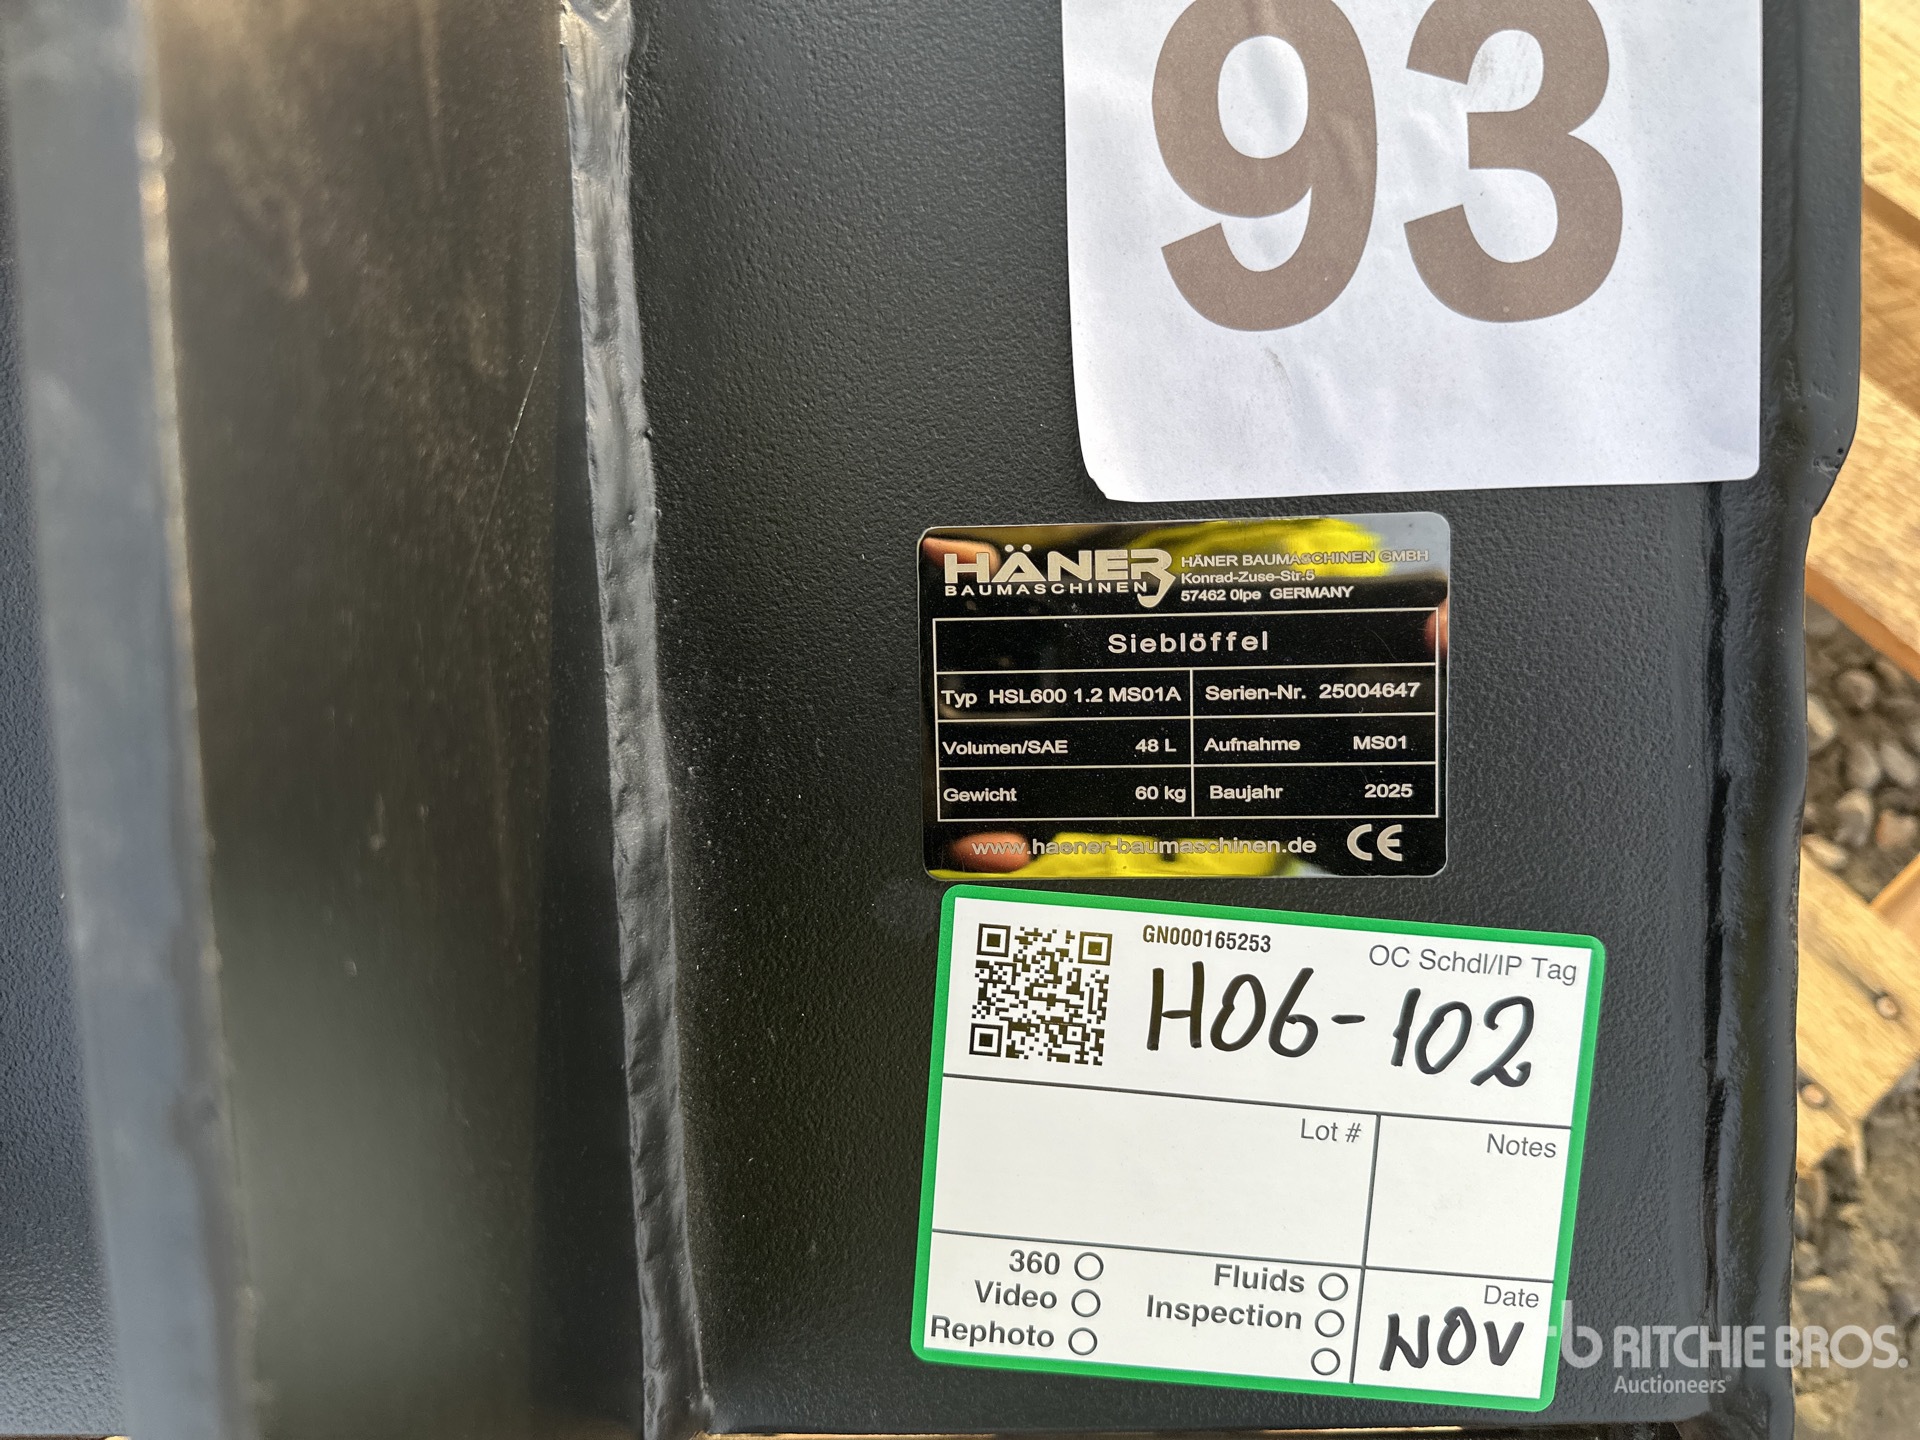 93
HÄNER
BAUMASCHINEN
HÄNER BAUMASCHINEN GMBH
Konrad-Zuse-Str.5
57462 Olpe GERMANY
Sieblöffel
Typ HSL600 1.2 MS01A Serien-Nr. 25004647
Volumen/SAE 48 L Aufnahme MS01
Gewicht 60 kg Baujahr 2025
www.haener-baumaschinen.de CE
GN000165253
OC Schdl/IP Tag
H06-102
Lot #
Notes
360
Video
Rephoto
Fluids
Inspection
Date
NOV
rb RITCHIE BROS.
Auctioneers